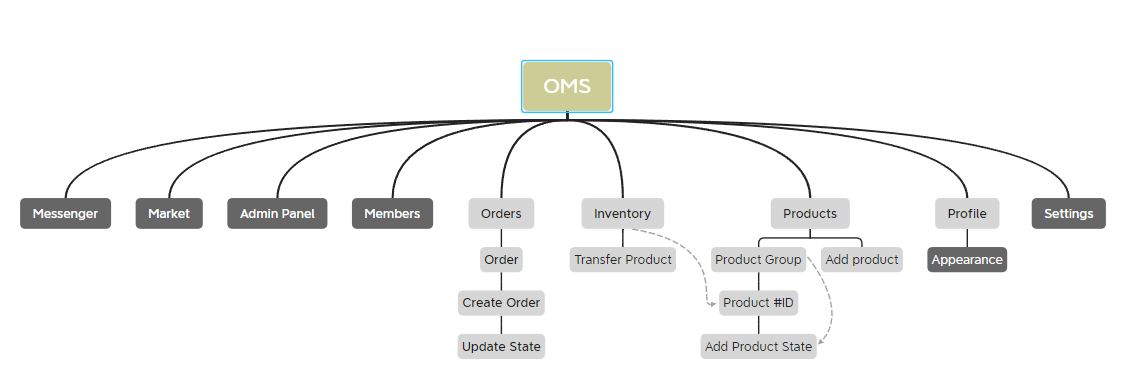 OMS
Messenger
Market
Admin Panel
Members
Orders
Inventory
Products
Profile
Settings
Order
Transfer Product
Product Group
Add product
Appearance
Create Order
Product #ID
Update State
Add Product State